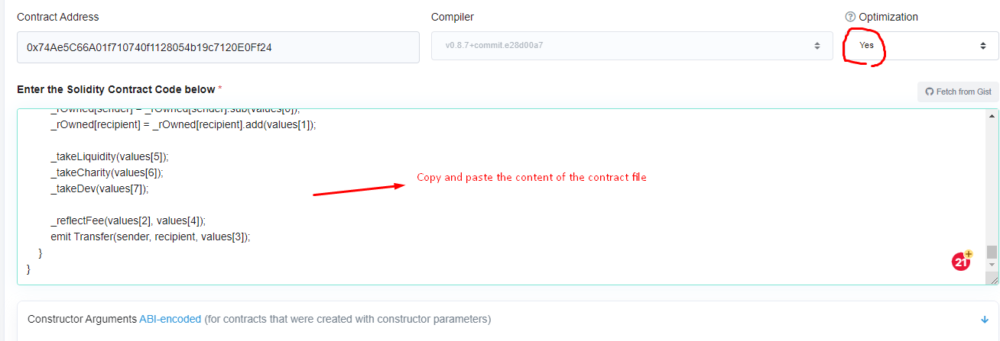 Contract Address
Compiler
Optimization
0x74Ae5C66A01f710740f1128054b19c7120E0Ff24
v0.8.7+commit.e28d00a7
Yes
Enter the Solidity Contract Code below *
Fetch from Gist
_rOwned[sender] = _rOwned[sender].sub(values[0]);
_rOwned[recipient] = _rOwned[recipient].add(values[1]);
_takeLiquidity(values[5]);
_takeCharity(values[6]);
_takeDev(values[7]);
Copy and paste the content of the contract file
_reflectFee(values[2], values[4]);
emit Transfer(sender, recipient, values[3]);
}
}
21
Constructor Arguments ABI-encoded (for contracts that were created with constructor parameters)